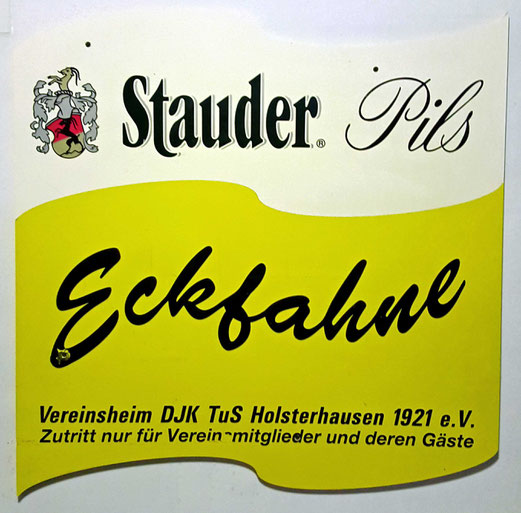 Stauder® Pils
Eckfahne
Vereinsheim DJK TuS Holsterhausen 1921 e.V.
Zutritt nur für Vereinsmitglieder und deren Gäste